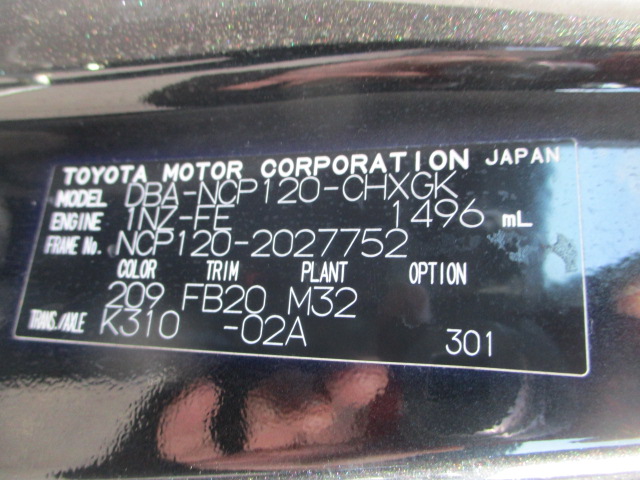 TOYOTA MOTOR CORPORATION JAPAN
MODEL DBA-NCP120-CHXGK
ENGINE 1NZ-FE 1496 mL
FRAME No. NCP120-2027752
COLOR TRIM PLANT OPTION
209 FB20 M32
TRANS./AXLE K310 -02A
301